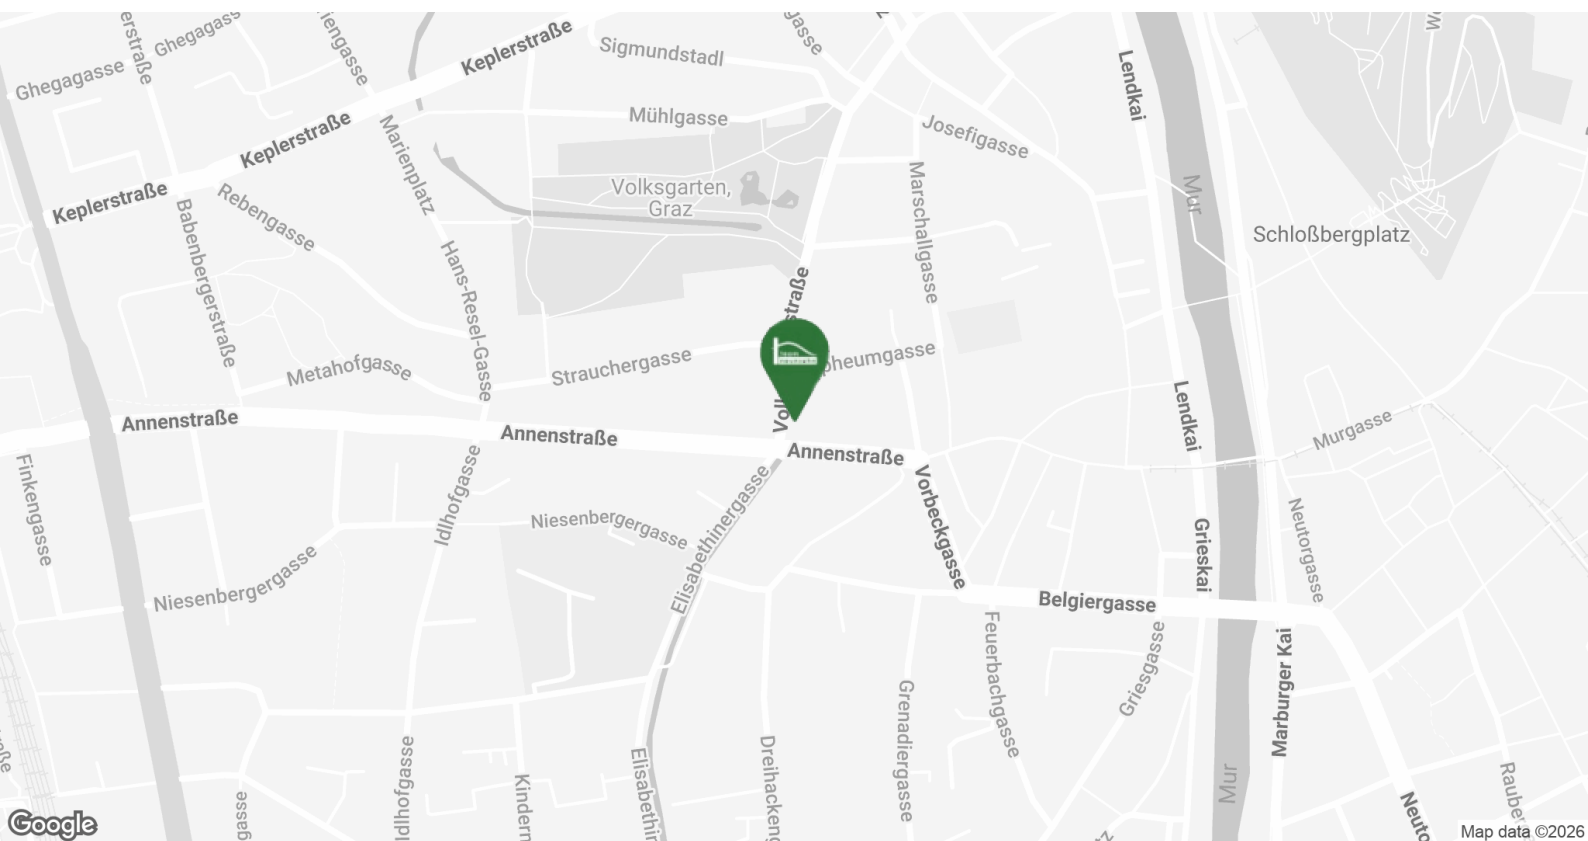 Ghegagasse
Ghegagass
Keplerstraße
Sigmundstadl
Mühlgasse
Keplerstraße
Keplerstraße
Marienplatz
Josefigasse
Lendkai
Mur
Volksgarten,
Graz
Marschallgasse
Schloßbergplatz
Rebengasse
Babenbergerstraße
Hans-Resel-Gasse
Metahofgasse
Strauchergasse
Annenstraße
Annenstraße
Annenstraße
Lendkai
Murgasse
Finkengasse
Idlhofgasse
Niesenbergergasse
Elisabethinergasse
Vorbeckgasse
Grieskai
Neutorgasse
Niesenbergergasse
Belgiergasse
Feuerbachgasse
Griesgasse
Marburger Kai
Grenadiergasse
Idlhofgasse
Mur
Google
Map data ©2026